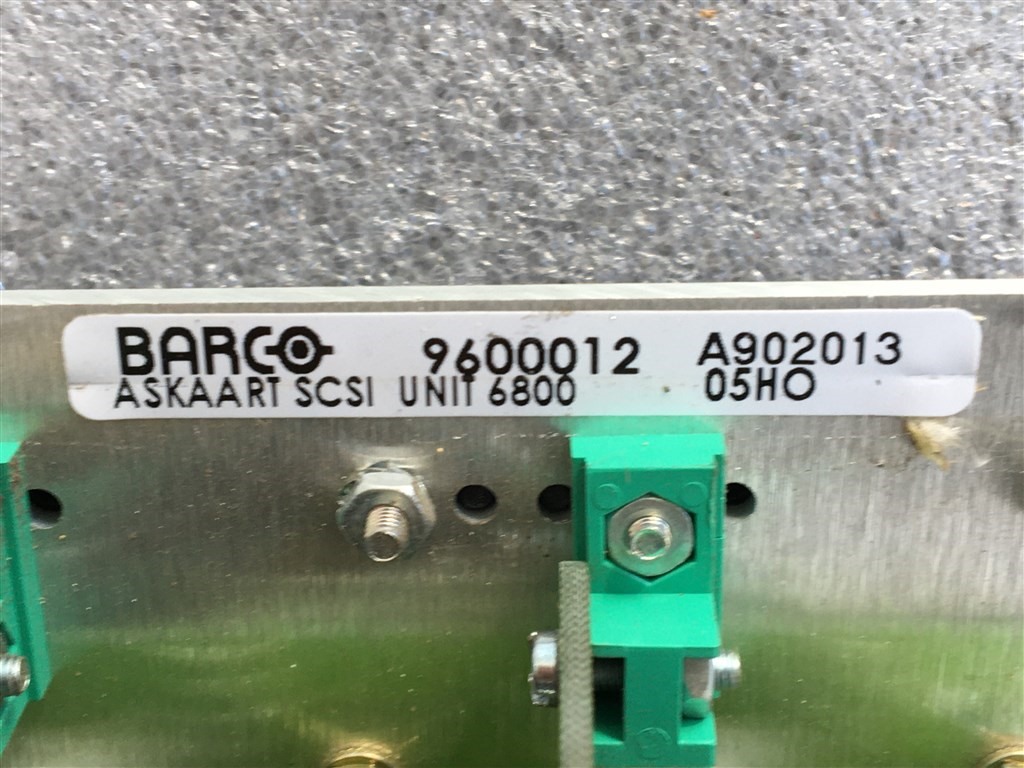 BARCO 9600012 A902013
ASKAART SCSI UNIT 6800 05HO